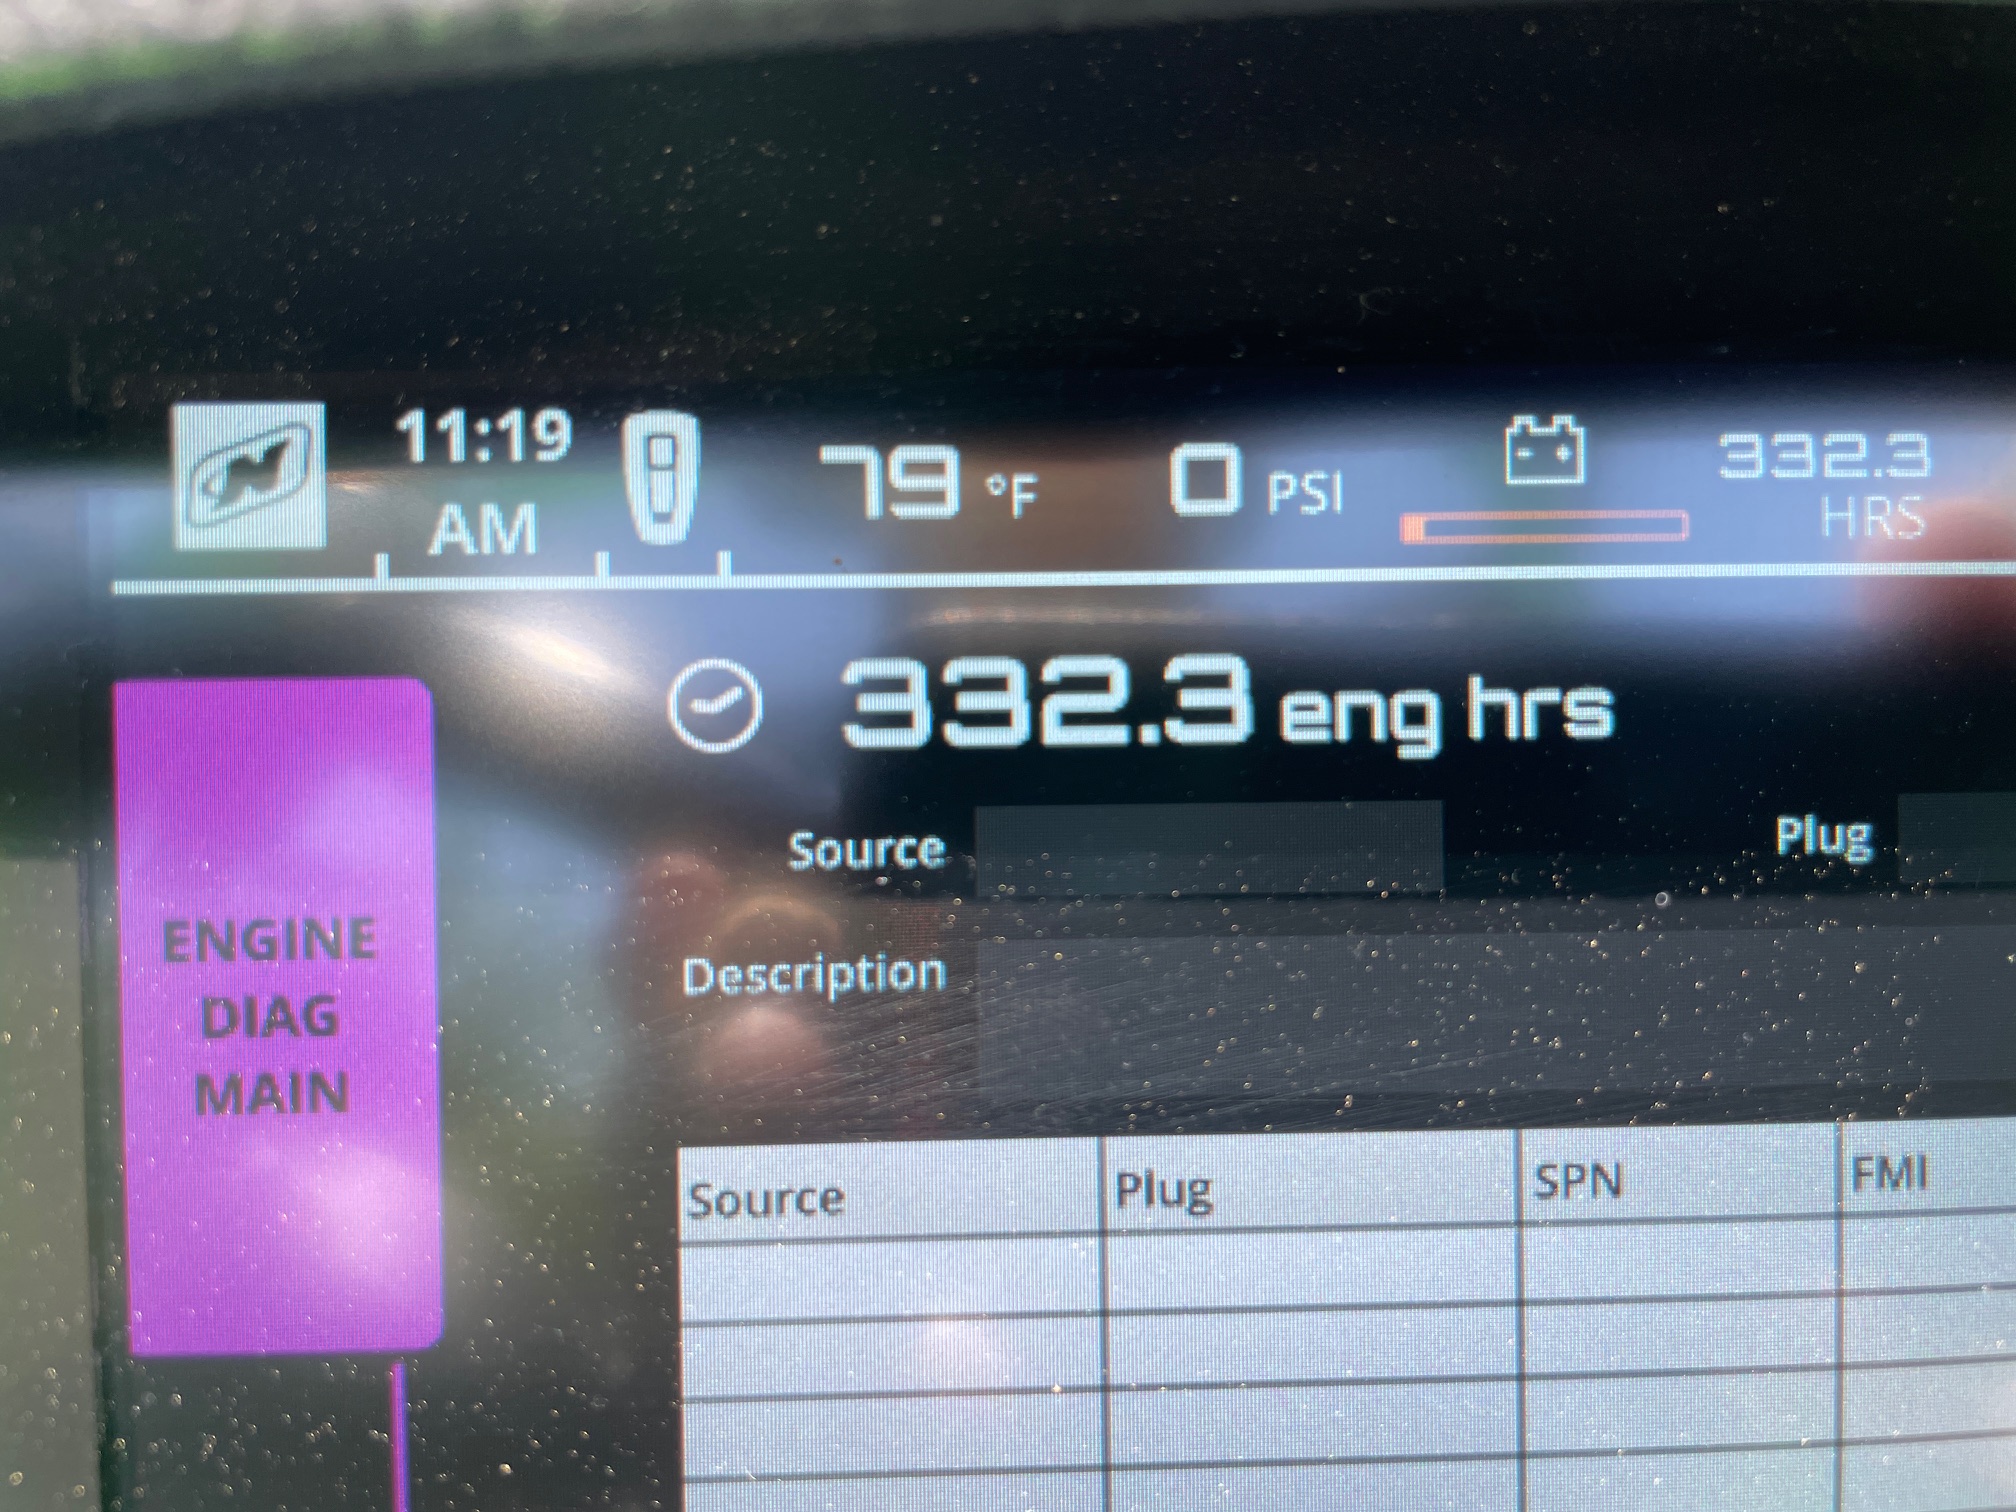 11:19
AM
79 °F
0 PSI
332.3
HRS
332.3 eng hrs
Source
Plug
Description
ENGINE
DIAG
MAIN
Source Plug SPN FMI